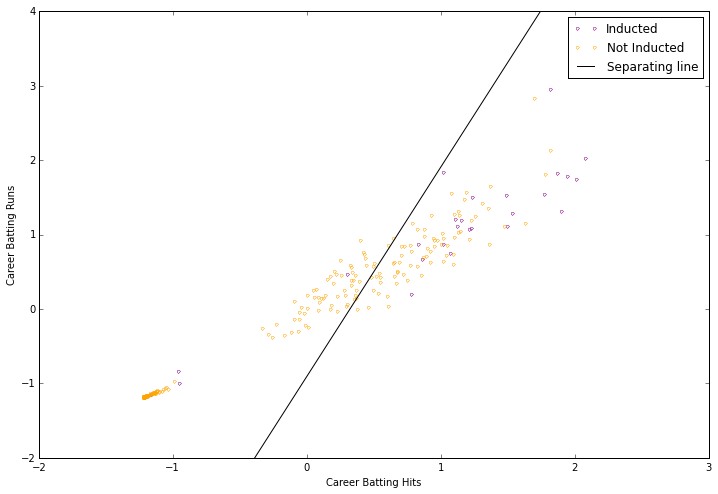 4
3
2
1
0
−1
−2
−2
−1
0
1
2
3
Career Batting Runs
Career Batting Hits
Inducted
Not Inducted
Separating line